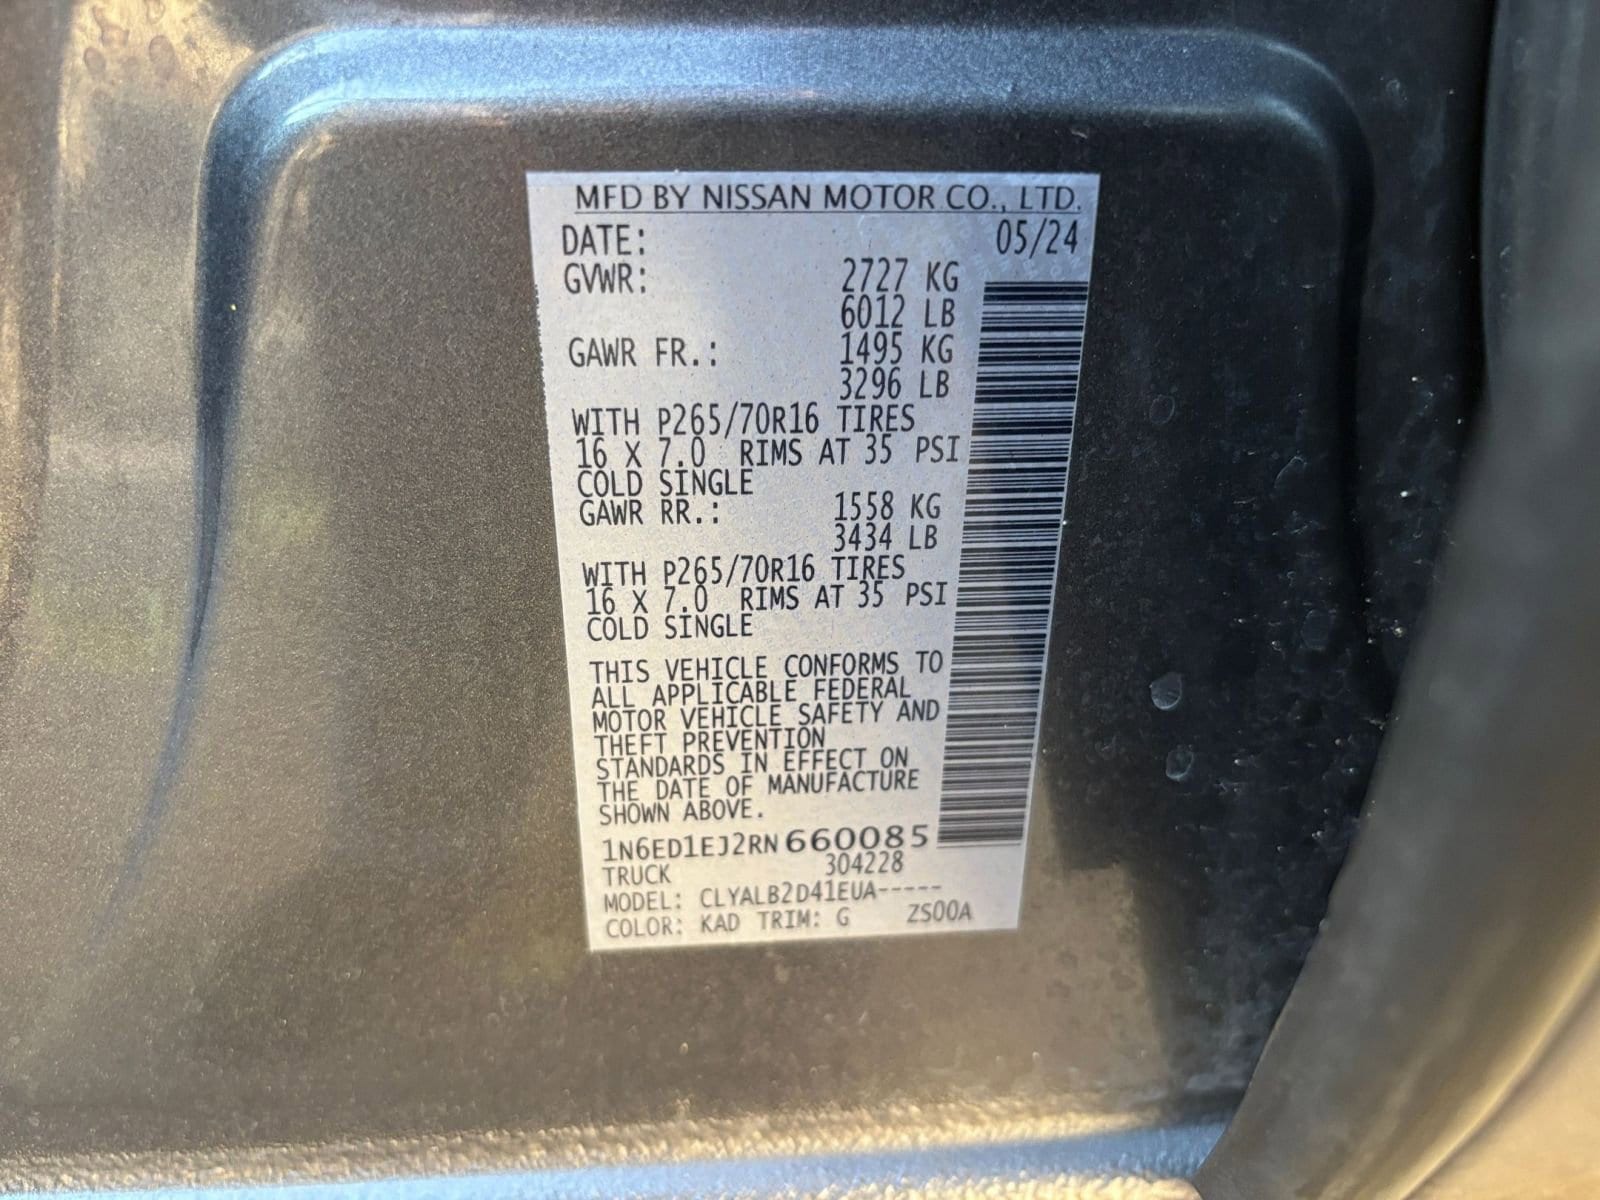 MFD BY NISSAN MOTOR CO., LTD.
DATE: 05/24
GVWR: 2727 KG
6012 LB
GAWR FR.: 1495 KG
3296 LB
WITH P265/70R16 TIRES
16 X 7.0 RIMS AT 35 PSI
COLD SINGLE
GAWR RR.: 1558 KG
3434 LB
WITH P265/70R16 TIRES
16 X 7.0 RIMS AT 35 PSI
COLD SINGLE
THIS VEHICLE CONFORMS TO
ALL APPLICABLE FEDERAL
MOTOR VEHICLE SAFETY AND
THEFT PREVENTION
STANDARDS IN EFFECT ON
THE DATE OF MANUFACTURE
SHOWN ABOVE.
1N6ED1EJ2RN660085
TRUCK 304228
MODEL: CLYALB2D41EUA-----
COLOR: KAD TRIM: G ZS00A